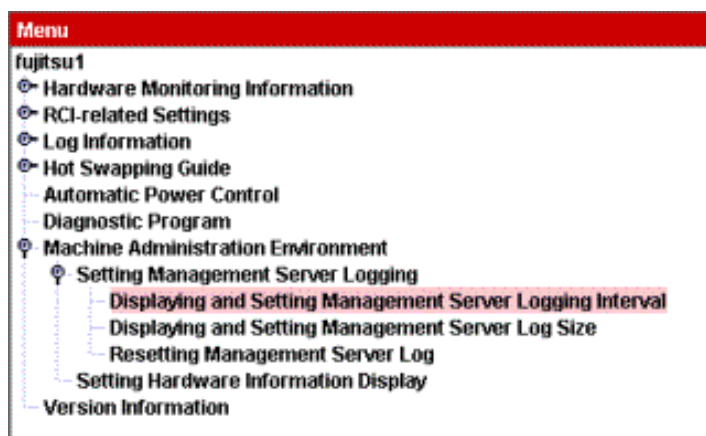 Menu
fujitsu1
Hardware Monitoring Information
RCI-related Settings
Log Information
Hot Swapping Guide
Automatic Power Control
Diagnostic Program
Machine Administration Environment
Setting Management Server Logging
Displaying and Setting Management Server Logging Interval
Displaying and Setting Management Server Log Size
Resetting Management Server Log
Setting Hardware Information Display
Version Information